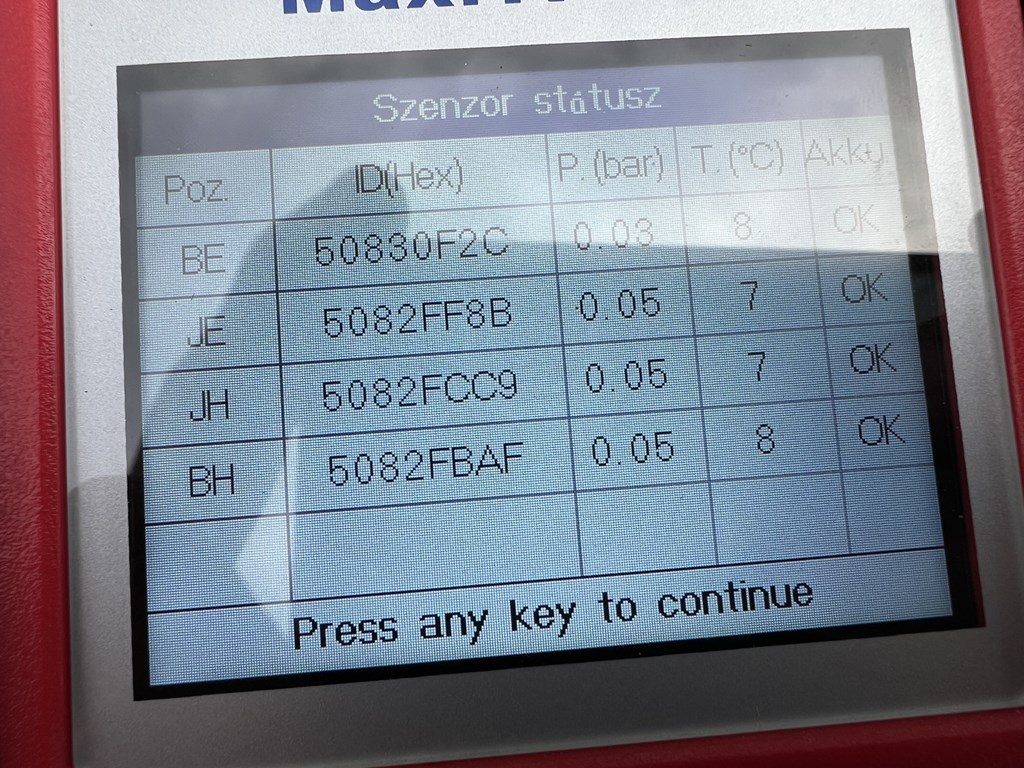 Szenzor státusz
Poz. ID(Hex) P. (bar) T. (°C) Akku.
BE 50830F2C 0.03 8 OK
JE 5082FF8B 0.05 7 OK
JH 5082FCC9 0.05 7 OK
BH 5082FBAF 0.05 8 OK
Press any key to continue